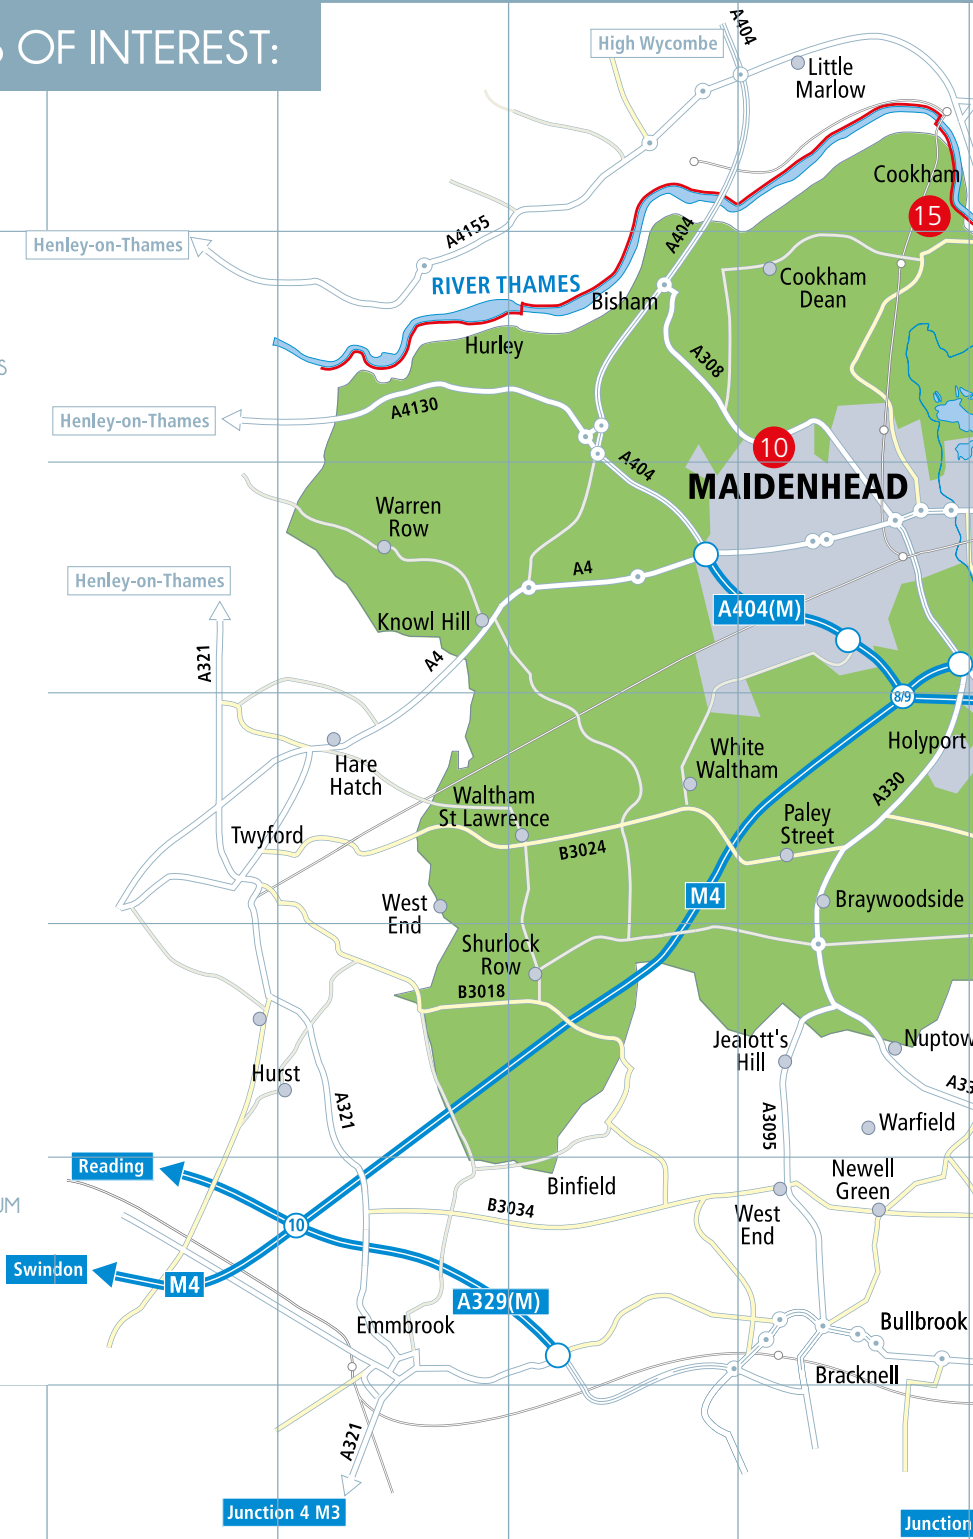 OF INTEREST:
A404
High Wycombe
Little
Marlow
Cookham
15
A4155
Henley-on-Thames
A404
RIVER THAMES
Bisham
Cookham
Dean
Hurley
A308
A4130
Henley-on-Thames
10
A404
MAIDENHEAD
Warren
Row
A4
Henley-on-Thames
A404(M)
Knowl Hill
A321
A4
8/9
Holyport
White
Waltham
Hare
Hatch
A330
Waltham
St Lawrence
Paley
Street
Twyford
B3024
M4
West
End
Braywoodside
Shurlock
Row
B3018
Jealott's
Hill
Nuptow
Hurst
A321
A33
A3095
Warfield
Reading
Newell
Green
Binfield
UM
B3034
10
West
End
Swindon
M4
A329(M)
Emmbrook
Bullbrook
Bracknell
A321
Junction 4 M3
Junction